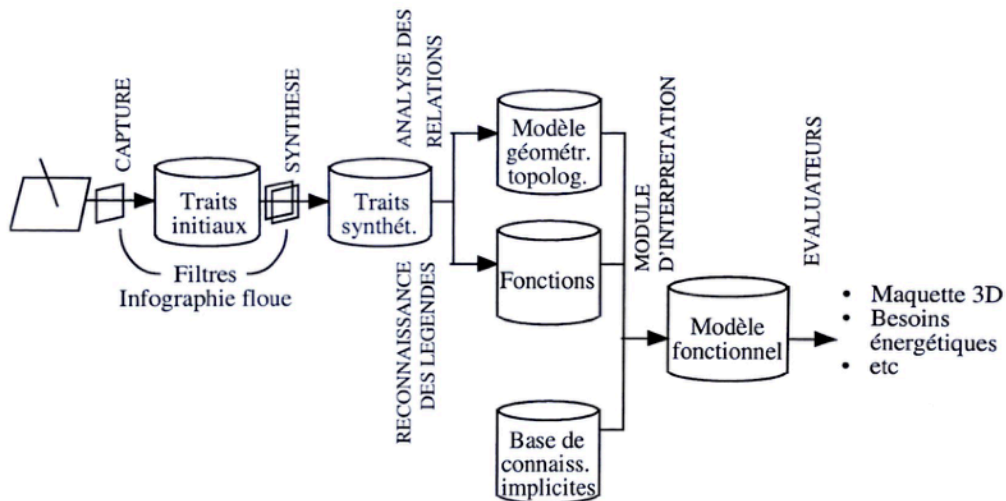 CAPTURE
Traits
initiaux
SYNTHESE
Filtres
Infographie floue
Traits
synthét.
ANALYSE DES
RELATIONS
RECONNAISSANCE
DES LEGENDES
Modèle
géométr.
topolog.
Fonctions
Base de
connaiss.
implicites
MODULE
D'INTERPRETATION
Modèle
fonctionnel
EVALUATEURS
• Maquette 3D
• Besoins
énergétiques
• etc